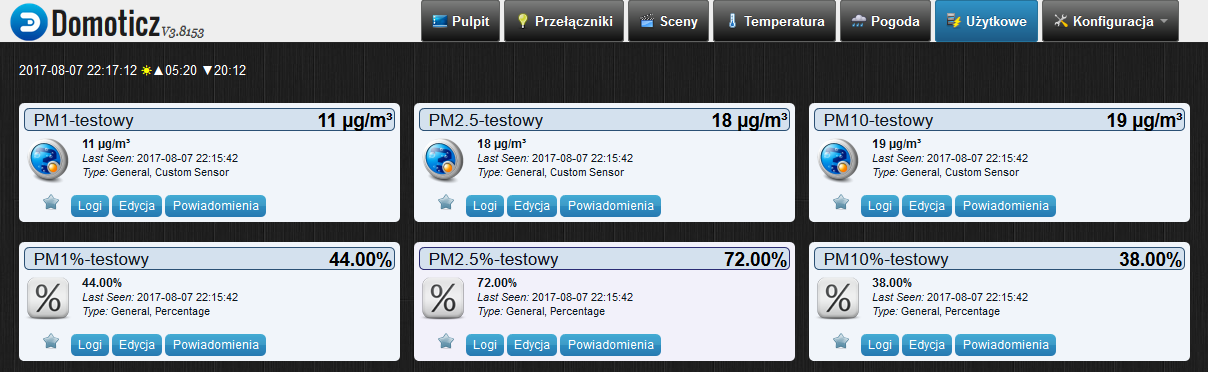 Domoticz V3.8153
Pulpit Przełączniki Sceny Temperatura Pogoda Użytkowe Konfiguracja
2017-08-07 22:17:12 ☀▲05:20 ▼20:12
PM1-testowy 11 µg/m³
11 µg/m³
Last Seen: 2017-08-07 22:15:42
Type: General, Custom Sensor
Logi Edycja Powiadomienia
PM2.5-testowy 18 µg/m³
18 µg/m³
Last Seen: 2017-08-07 22:15:42
Type: General, Custom Sensor
Logi Edycja Powiadomienia
PM10-testowy 19 µg/m³
19 µg/m³
Last Seen: 2017-08-07 22:15:42
Type: General, Custom Sensor
Logi Edycja Powiadomienia
PM1%-testowy 44.00%
%
44.00%
Last Seen: 2017-08-07 22:15:42
Type: General, Percentage
Logi Edycja Powiadomienia
PM2.5%-testowy 72.00%
%
72.00%
Last Seen: 2017-08-07 22:15:42
Type: General, Percentage
Logi Edycja Powiadomienia
PM10%-testowy 38.00%
%
38.00%
Last Seen: 2017-08-07 22:15:42
Type: General, Percentage
Logi Edycja Powiadomienia